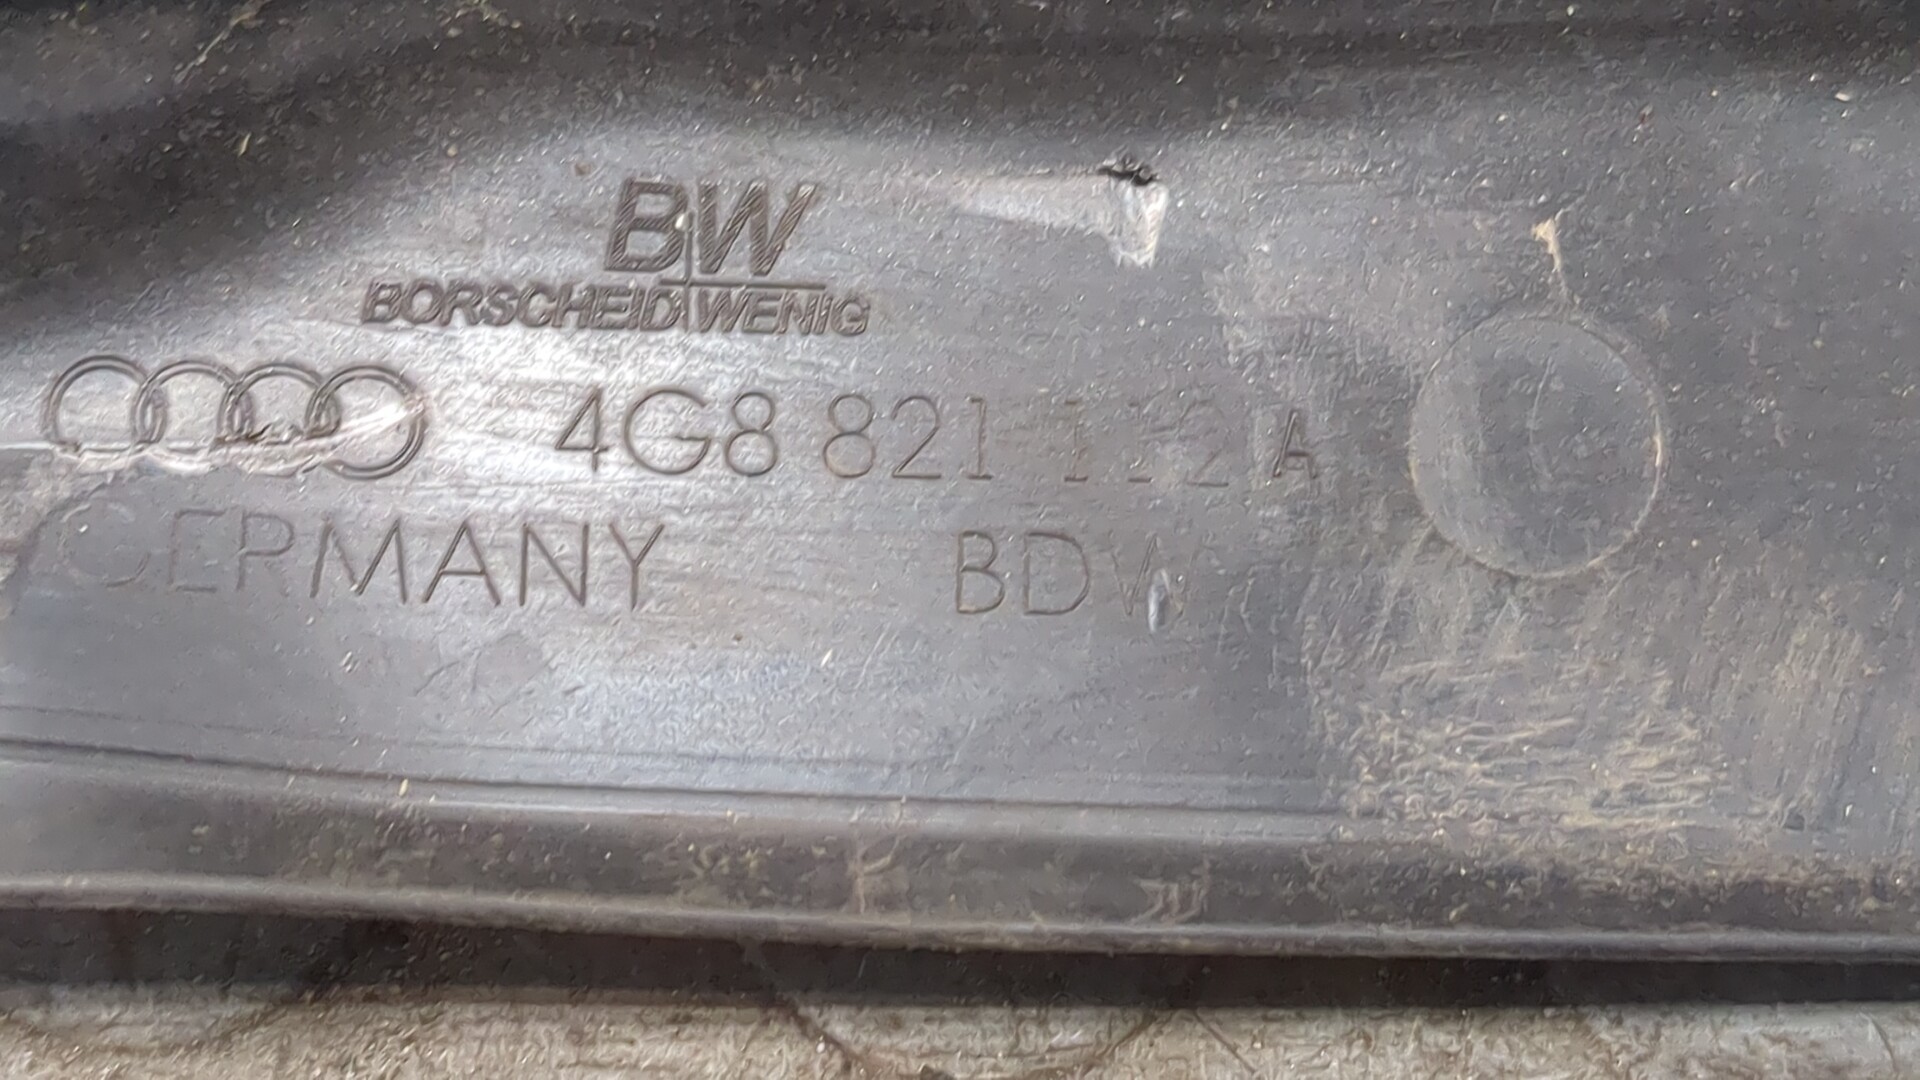 BW
BORSCHEID WENIG
4G8 821 112 A
GERMANY BDW